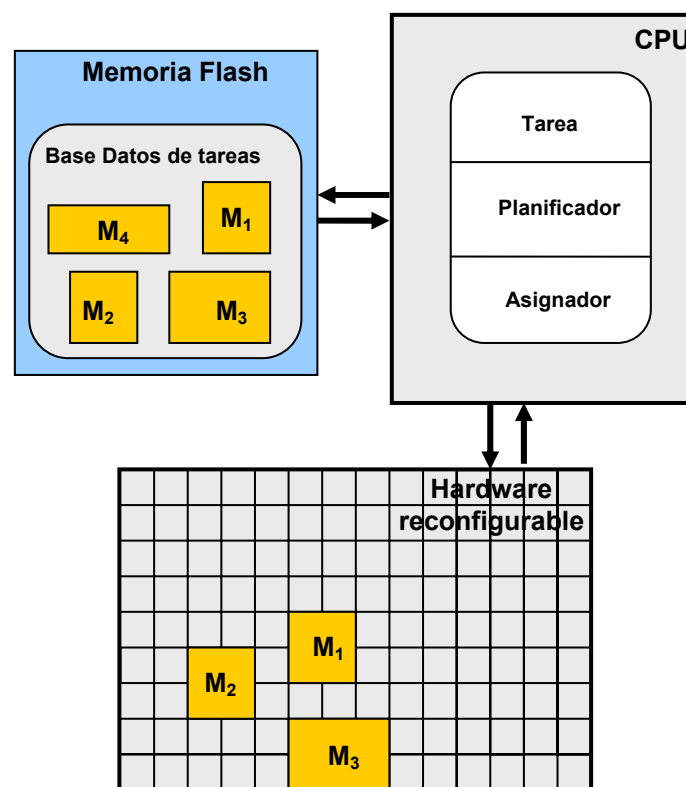 CPU
Memoria Flash
Base Datos de tareas
M₁
M₄
M₂
M₃
Tarea
Planificador
Asignador
Hardware
reconfigurable
M₁
M₂
M₃